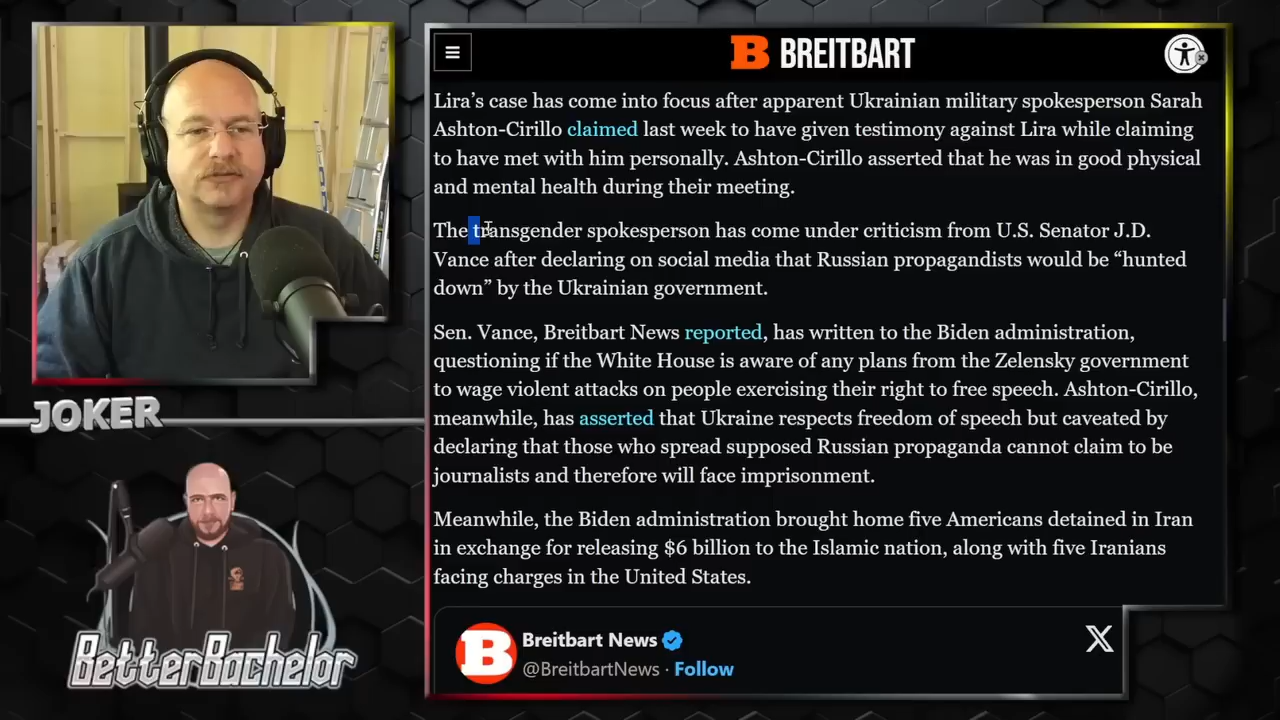 BREITBART
Lira’s case has come into focus after apparent Ukrainian military spokesperson Sarah
Ashton-Cirillo claimed last week to have given testimony against Lira while claiming
to have met with him personally. Ashton-Cirillo asserted that he was in good physical
and mental health during their meeting.
The transgender spokesperson has come under criticism from U.S. Senator J.D.
Vance after declaring on social media that Russian propagandists would be “hunted
down” by the Ukrainian government.
Sen. Vance, Breitbart News reported, has written to the Biden administration,
questioning if the White House is aware of any plans from the Zelensky government
to wage violent attacks on people exercising their right to free speech. Ashton-Cirillo,
meanwhile, has asserted that Ukraine respects freedom of speech but caveated by
declaring that those who spread supposed Russian propaganda cannot claim to be
journalists and therefore will face imprisonment.
Meanwhile, the Biden administration brought home five Americans detained in Iran
in exchange for releasing $6 billion to the Islamic nation, along with five Iranians
facing charges in the United States.
Breitbart News
@BreitbartNews · Follow
JOKER
BetterBachelor